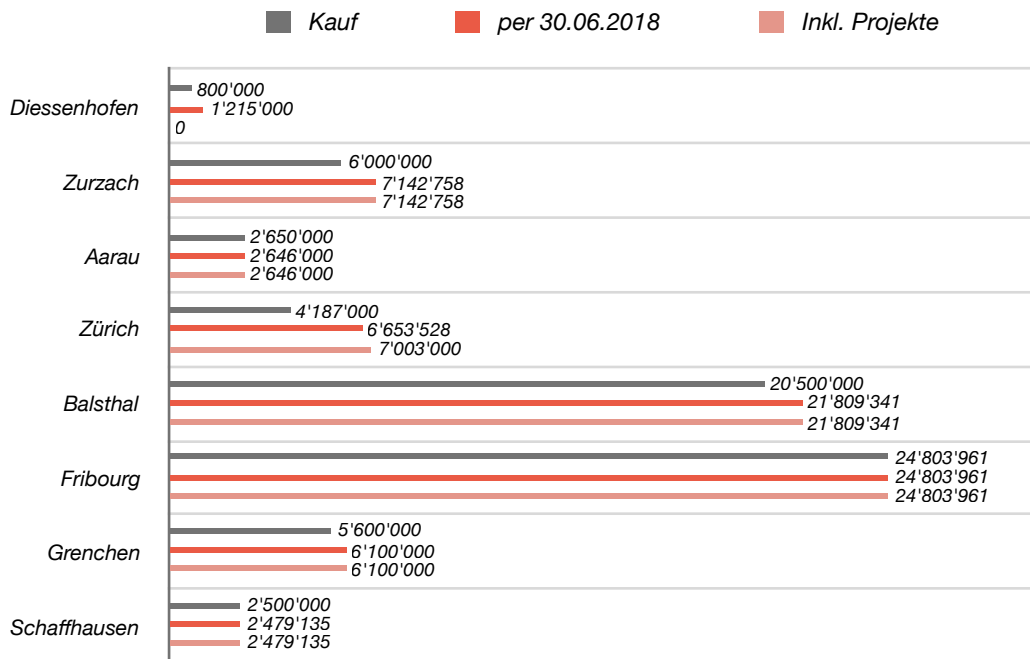 Kauf per 30.06.2018 Inkl. Projekte
Diessenhofen
800'000
1'215'000
0
Zurzach
6'000'000
7'142'758
7'142'758
Aarau
2'650'000
2'646'000
2'646'000
Zürich
4'187'000
6'653'528
7'003'000
Balsthal
20'500'000
21'809'341
21'809'341
Fribourg
24'803'961
24'803'961
24'803'961
Grenchen
5'600'000
6'100'000
6'100'000
Schaffhausen
2'500'000
2'479'135
2'479'135